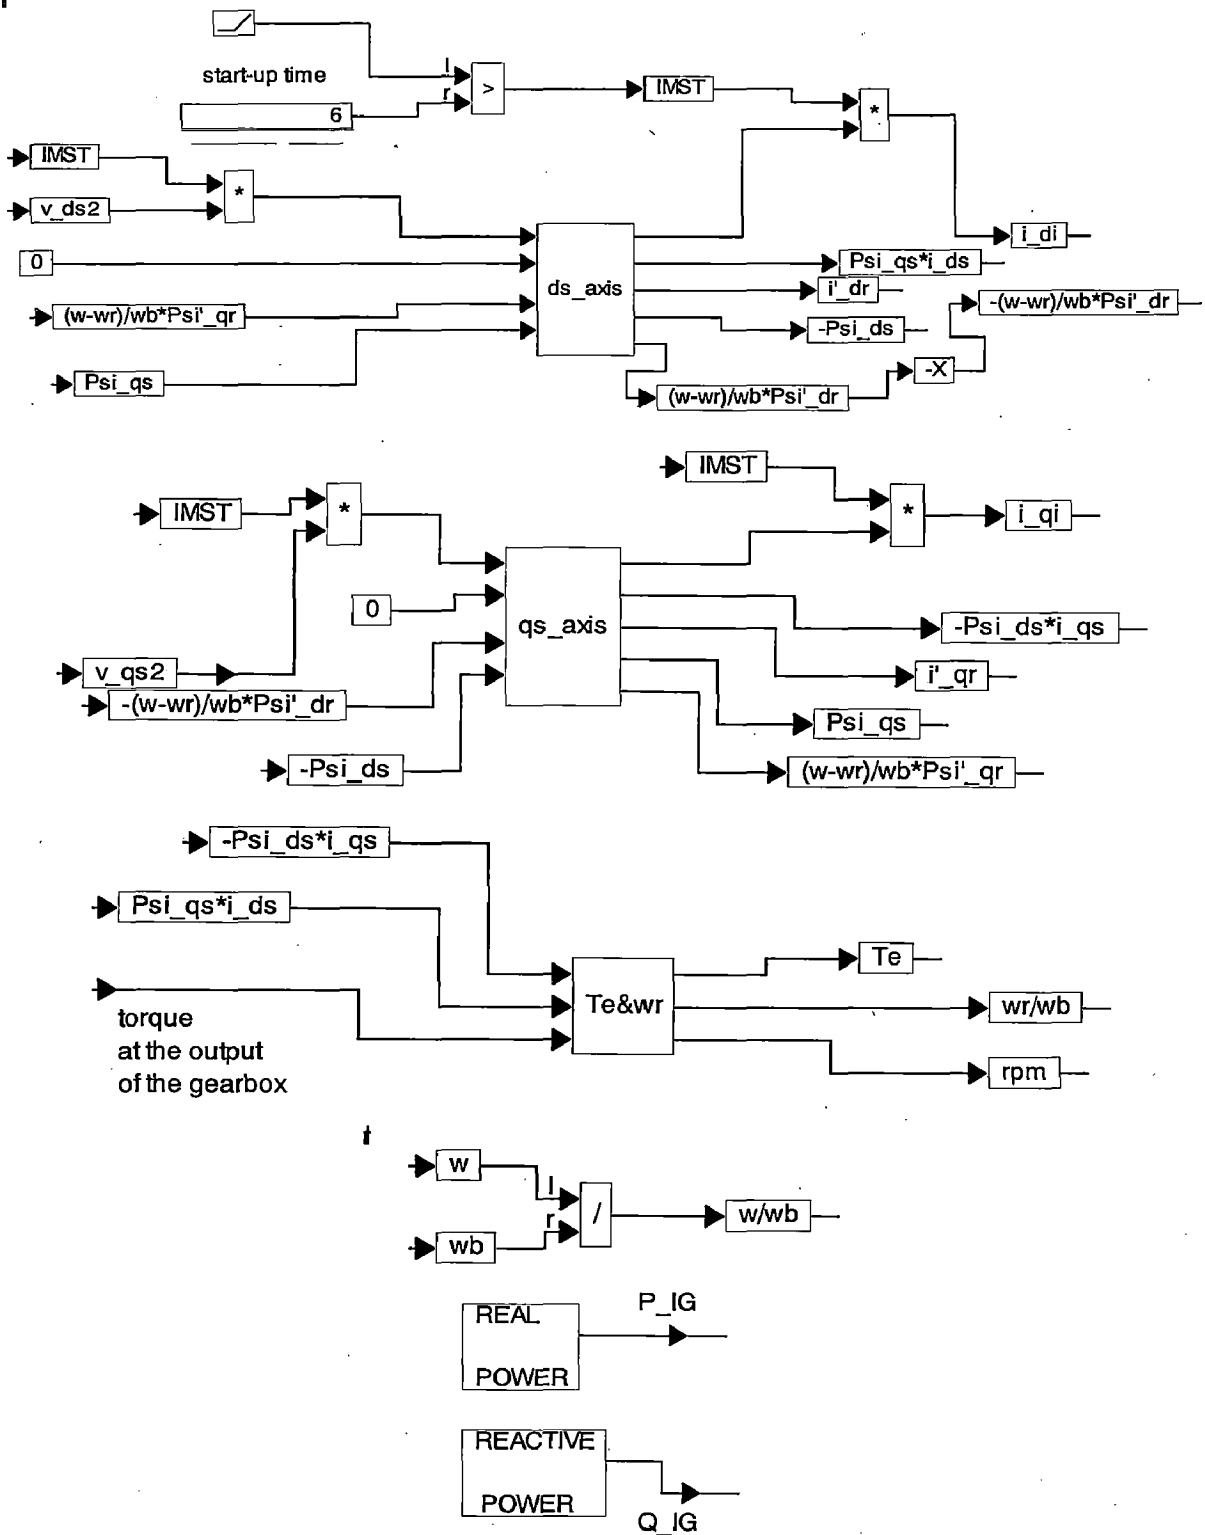 start-up time
l
r
>
6
IMST
*
IMST
v_ds2
*
0
(w-wr)/wb*Psi'_qr
Psi_qs
ds_axis
i_di
Psi_qs*i_ds
i'_dr
-(w-wr)/wb*Psi'_dr
-Psi_ds
-X
(w-wr)/wb*Psi'_dr
IMST
IMST
*
*
i_qi
0
qs_axis
-Psi_ds*i_qs
v_qs2
i'_qr
-(w-wr)/wb*Psi'_dr
Psi_qs
-Psi_ds
(w-wr)/wb*Psi'_qr
-Psi_ds*i_qs
Psi_qs*i_ds
Te
Te&wr
wr/wb
torque
at the output
of the gearbox
rpm
w
l
r
/
w/wb
wb
P_IG
REAL
POWER
REACTIVE
POWER
Q_IG